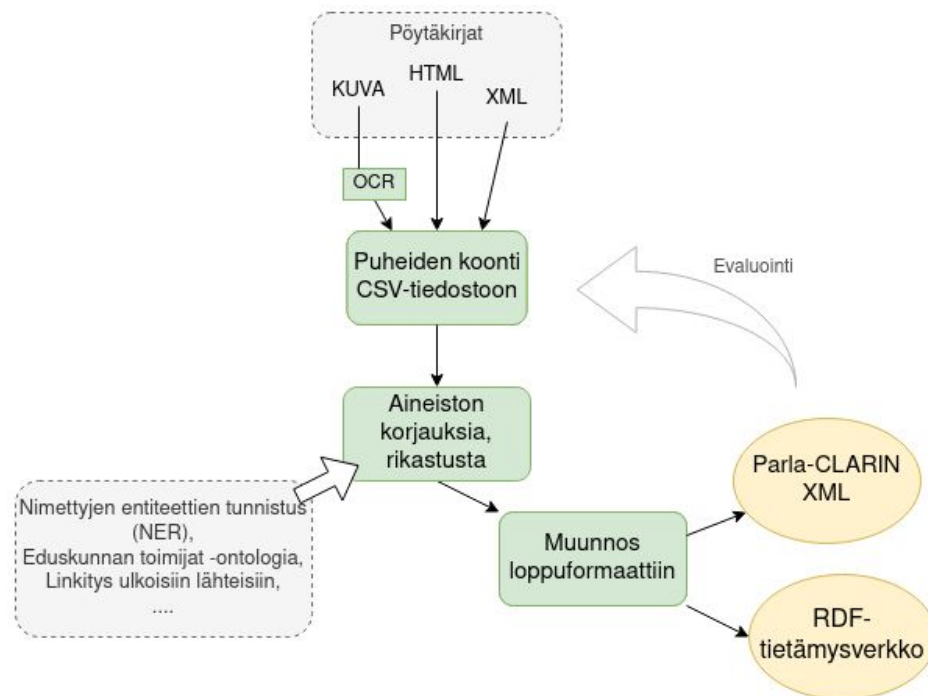 Pöytäkirjat
KUVA
HTML
XML
OCR
Puheiden koonti
CSV-tiedostoon
Evaluointi
Aineiston
korjauksia,
rikastusta
Nimettyjen entiteettien tunnistus
(NER),
Eduskunnan toimijat -ontologia,
Linkitys ulkoisiin lähteisiin,
....
Muunnos
loppuformaattiin
Parla-CLARIN
XML
RDF-
tietämysverkko